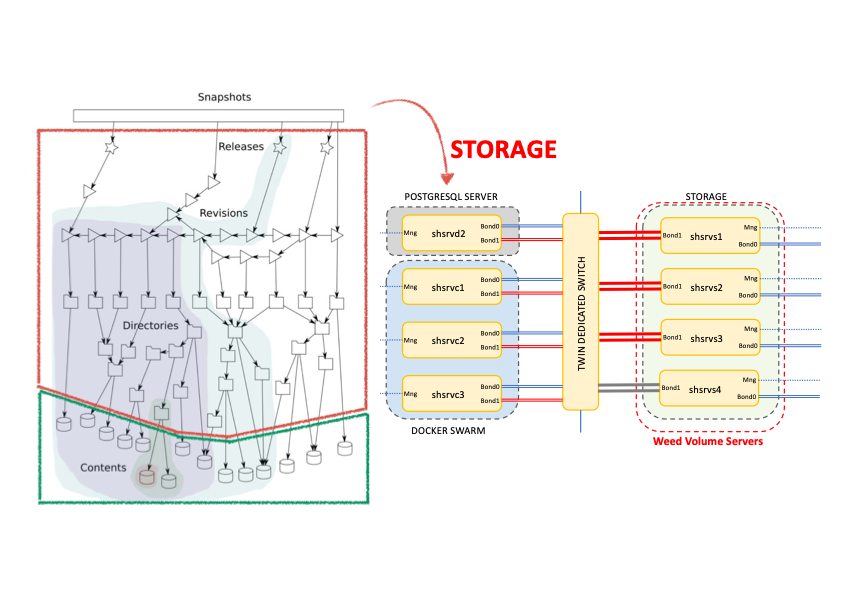 Snapshots
Releases
Revisions
Directories
Contents
STORAGE
POSTGRESQL SERVER
Mng
shsrvd2
Bond0
Bond1
Mng
shsrvc1
Bond0
Bond1
Mng
shsrvc2
Bond0
Bond1
Mng
shsrvc3
Bond0
Bond1
DOCKER SWARM
TWIN DEDICATED SWITCH
STORAGE
Bond1
shsrvs1
Mng
Bond0
Bond1
shsrvs2
Mng
Bond0
Bond1
shsrvs3
Mng
Bond0
Bond1
shsrvs4
Mng
Bond0
Weed Volume Servers